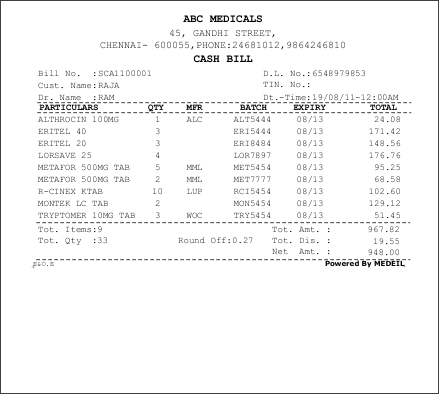 ABC MEDICALS
45, GANDHI STREET,
CHENNAI- 600055,PHONE:24681012,9864246810
CASH BILL
Bill No. :SCA1100001 D.L. No.:6548979853
Cust. Name:RAJA TIN. No.:
Dr. Name :RAM Dt.-Time:19/08/11-12:00AM
PARTICULARS QTY MFR BATCH EXPIRY TOTAL
ALTHROCIN 100MG 1 ALC ALT5444 08/13 24.08
ERITEL 40 3 ERI5444 08/13 171.42
ERITEL 20 3 ERI8484 08/13 148.56
LORSAVE 25 4 LOR7897 08/13 176.76
METAFOR 500MG TAB 5 MML MET5454 08/13 95.25
METAFOR 500MG TAB 2 MML MET7777 08/13 68.58
R-CINEX KTAB 10 LUP RCI5454 08/13 102.60
MONTEK LC TAB 2 MON5454 08/13 129.12
TRYPTOMER 10MG TAB 3 WOC TRY5454 08/13 51.45
Tot. Items:9 Tot. Amt. : 967.82
Tot. Qty :33 Round Off:0.27 Tot. Dis. : 19.55
Net Amt. : 948.00
E&O.E Powered By MEDEIL